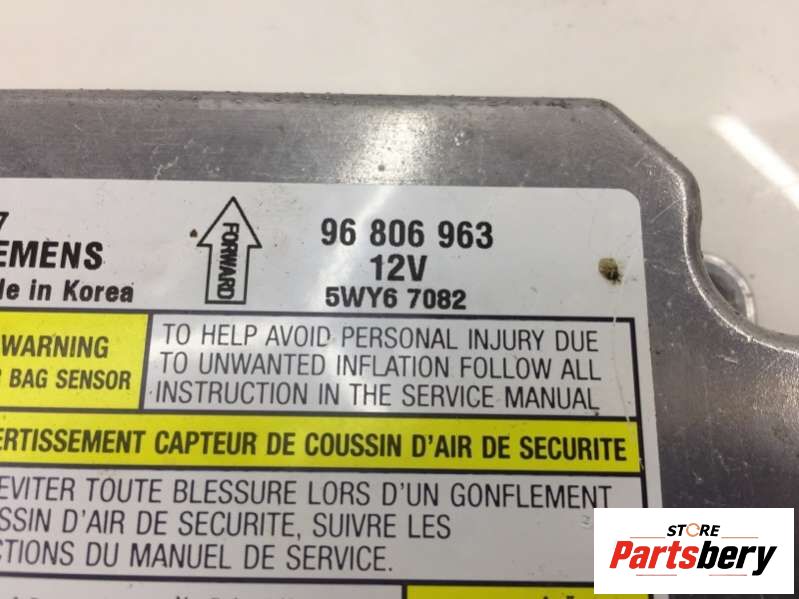 7
EMENS
de in Korea
FORWARD
96 806 963
12V
5WY6 7082
WARNING
BAG SENSOR
TO HELP AVOID PERSONAL INJURY DUE
TO UNWANTED INFLATION FOLLOW ALL
INSTRUCTION IN THE SERVICE MANUAL
ERTISSEMENT CAPTEUR DE COUSSIN D'AIR DE SECURITE
EVITER TOUTE BLESSURE LORS D'UN GONFLEMENT
USSIN D'AIR DE SECURITE, SUIVRE LES
CTIONS DU MANUEL DE SERVICE.
STORE
Partsbery